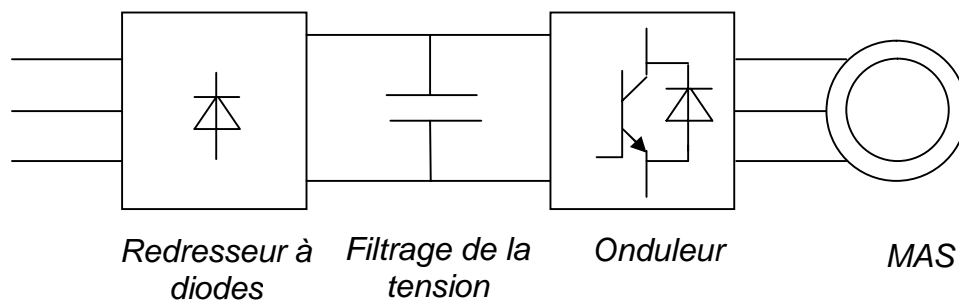 Redresseur à
diodes
Filtrage de la
tension
Onduleur
MAS